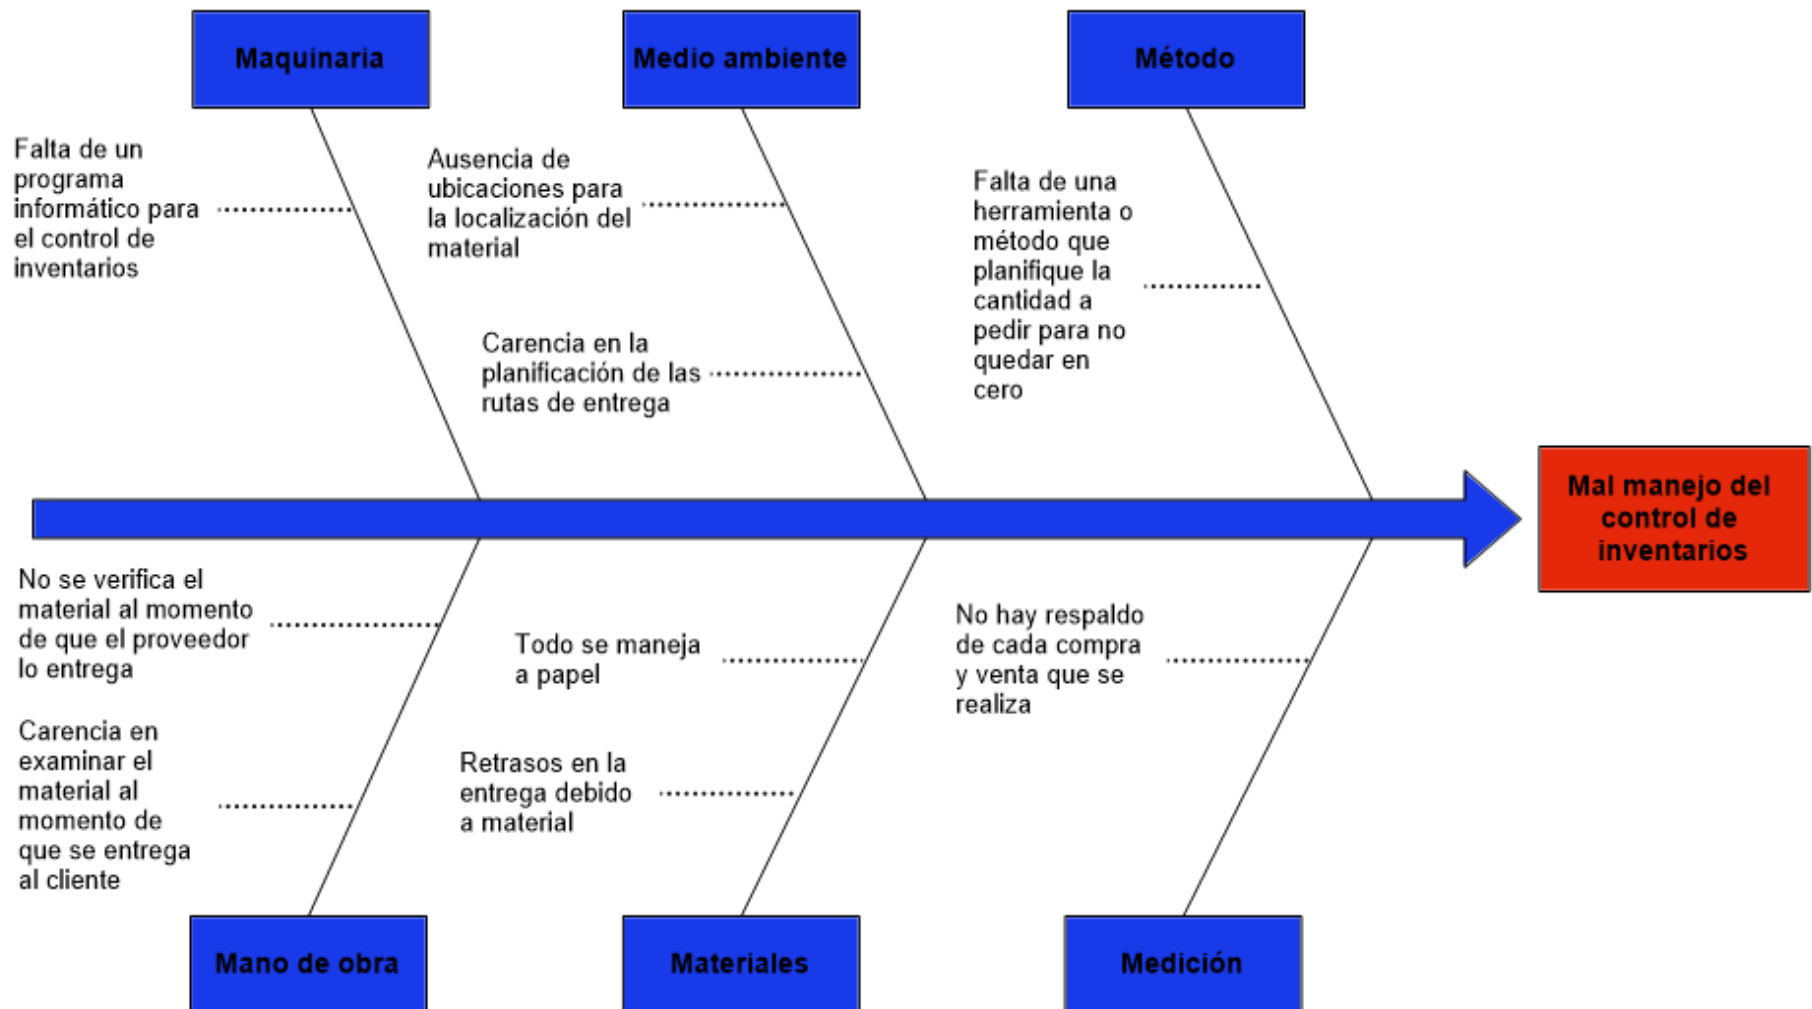 Maquinaria
Medio ambiente
Método
Falta de un
programa
informático para
el control de
inventarios
Ausencia de
ubicaciones para
la localización del
material
Carencia en la
planificación de las
rutas de entrega
Falta de una
herramienta o
método que
planifique la
cantidad a
pedir para no
quedar en
cero
Mal manejo del
control de
inventarios
No se verifica el
material al momento
de que el proveedor
lo entrega
Carencia en
examinar el
material al
momento de
que se entrega
al cliente
Todo se maneja
a papel
Retrasos en la
entrega debido
a material
No hay respaldo
de cada compra
y venta que se
realiza
Mano de obra
Materiales
Medición